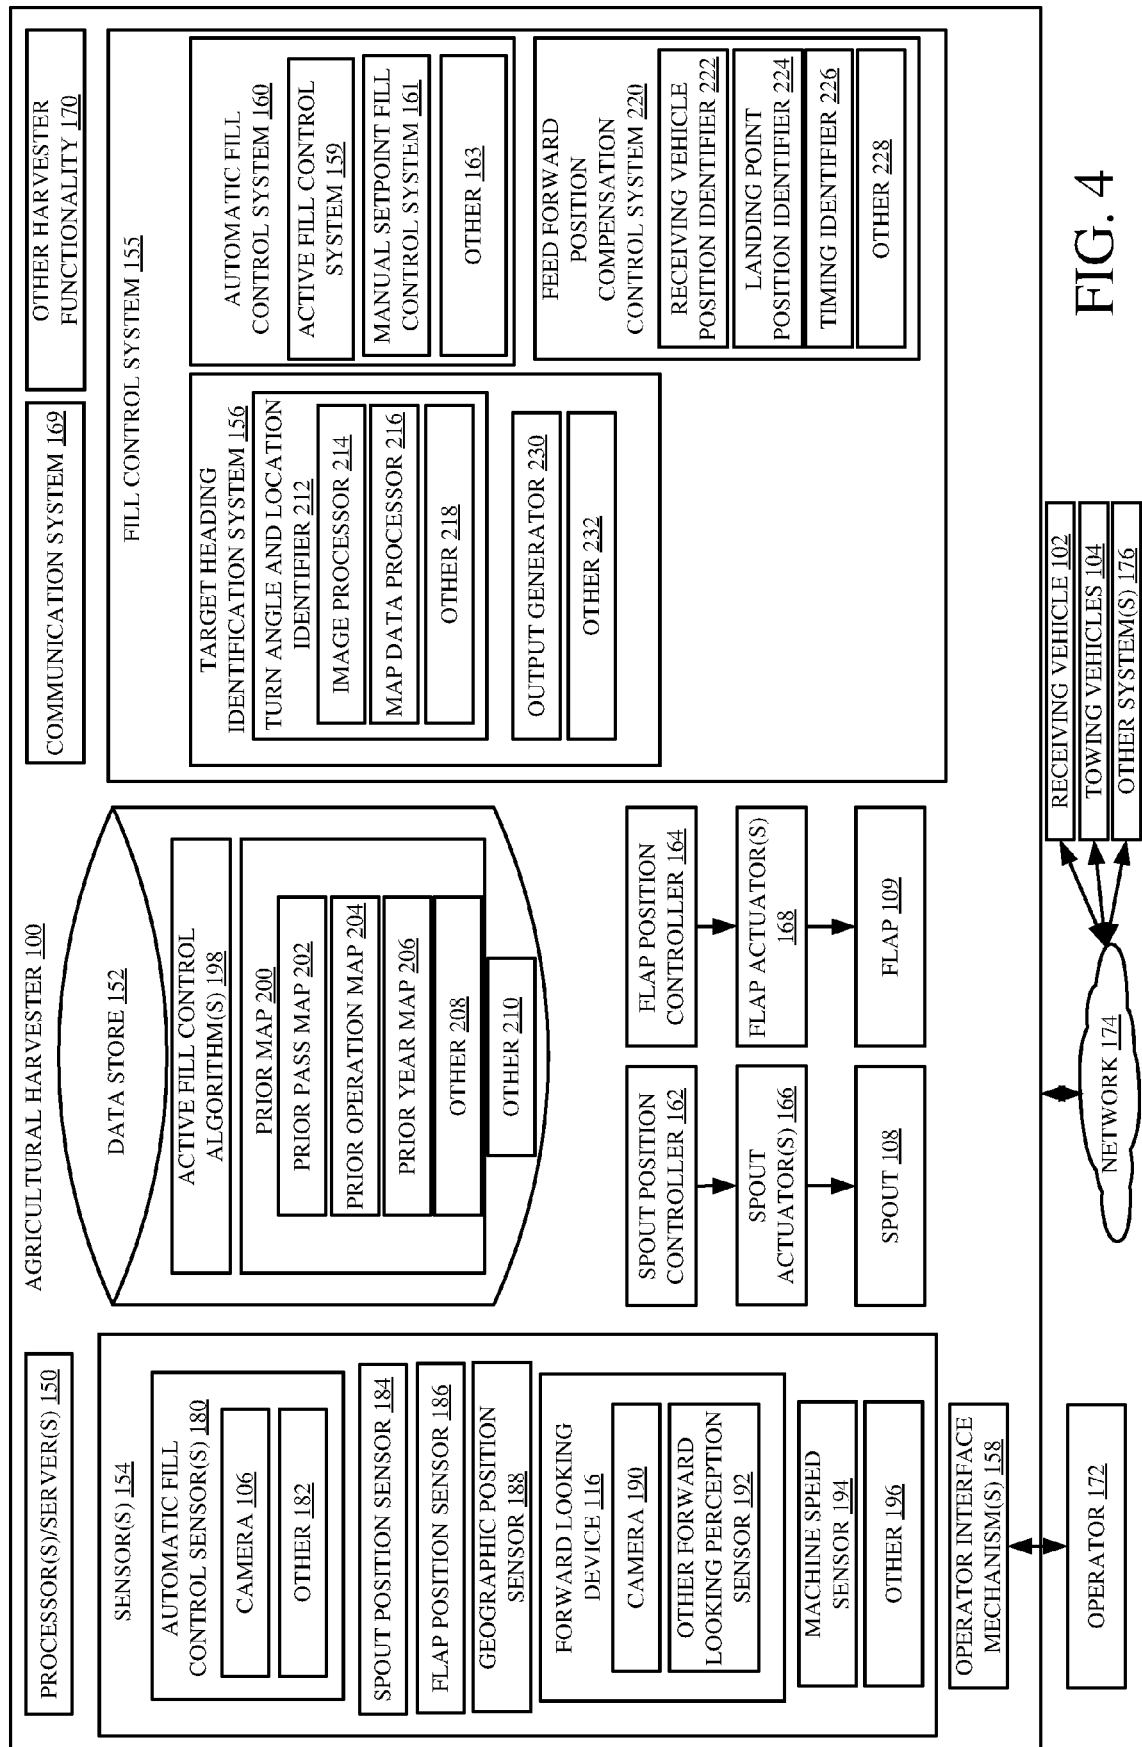 AGRICULTURAL HARVESTER 100
PROCESSOR(S)/SERVER(S) 150
SENSOR(S) 154
AUTOMATIC FILL
CONTROL SENSOR(S) 180
CAMERA 106
OTHER 182
SPOUT POSITION SENSOR 184
FLAP POSITION SENSOR 186
GEOGRAPHIC POSITION
SENSOR 188
FORWARD LOOKING
DEVICE 116
CAMERA 190
OTHER FORWARD
LOOKING PERCEPTION
SENSOR 192
MACHINE SPEED
SENSOR 194
OTHER 196
OPERATOR INTERFACE
MECHANISM(S) 158
OPERATOR 172
DATA STORE 152
ACTIVE FILL CONTROL
ALGORITHM(S) 198
PRIOR MAP 200
PRIOR PASS MAP 202
PRIOR OPERATION MAP 204
PRIOR YEAR MAP 206
OTHER 208
OTHER 210
SPOUT POSITION
CONTROLLER 162
SPOUT
ACTUATOR(S) 166
SPOUT 108
FLAP POSITION
CONTROLLER 164
FLAP ACTUATOR(S)
168
FLAP 109
NETWORK 174
COMMUNICATION SYSTEM 169
OTHER HARVESTER
FUNCTIONALITY 170
FILL CONTROL SYSTEM 155
TARGET HEADING
IDENTIFICATION SYSTEM 156
TURN ANGLE AND LOCATION
IDENTIFIER 212
IMAGE PROCESSOR 214
MAP DATA PROCESSOR 216
OTHER 218
OUTPUT GENERATOR 230
OTHER 232
AUTOMATIC FILL
CONTROL SYSTEM 160
ACTIVE FILL CONTROL
SYSTEM 159
MANUAL SETPOINT FILL
CONTROL SYSTEM 161
OTHER 163
FEED FORWARD
POSITION
COMPENSATION
CONTROL SYSTEM 220
RECEIVING VEHICLE
POSITION IDENTIFIER 222
LANDING POINT
POSITION IDENTIFIER 224
TIMING IDENTIFIER 226
OTHER 228
RECEIVING VEHICLE 102
TOWING VEHICLES 104
OTHER SYSTEM(S) 176
FIG. 4